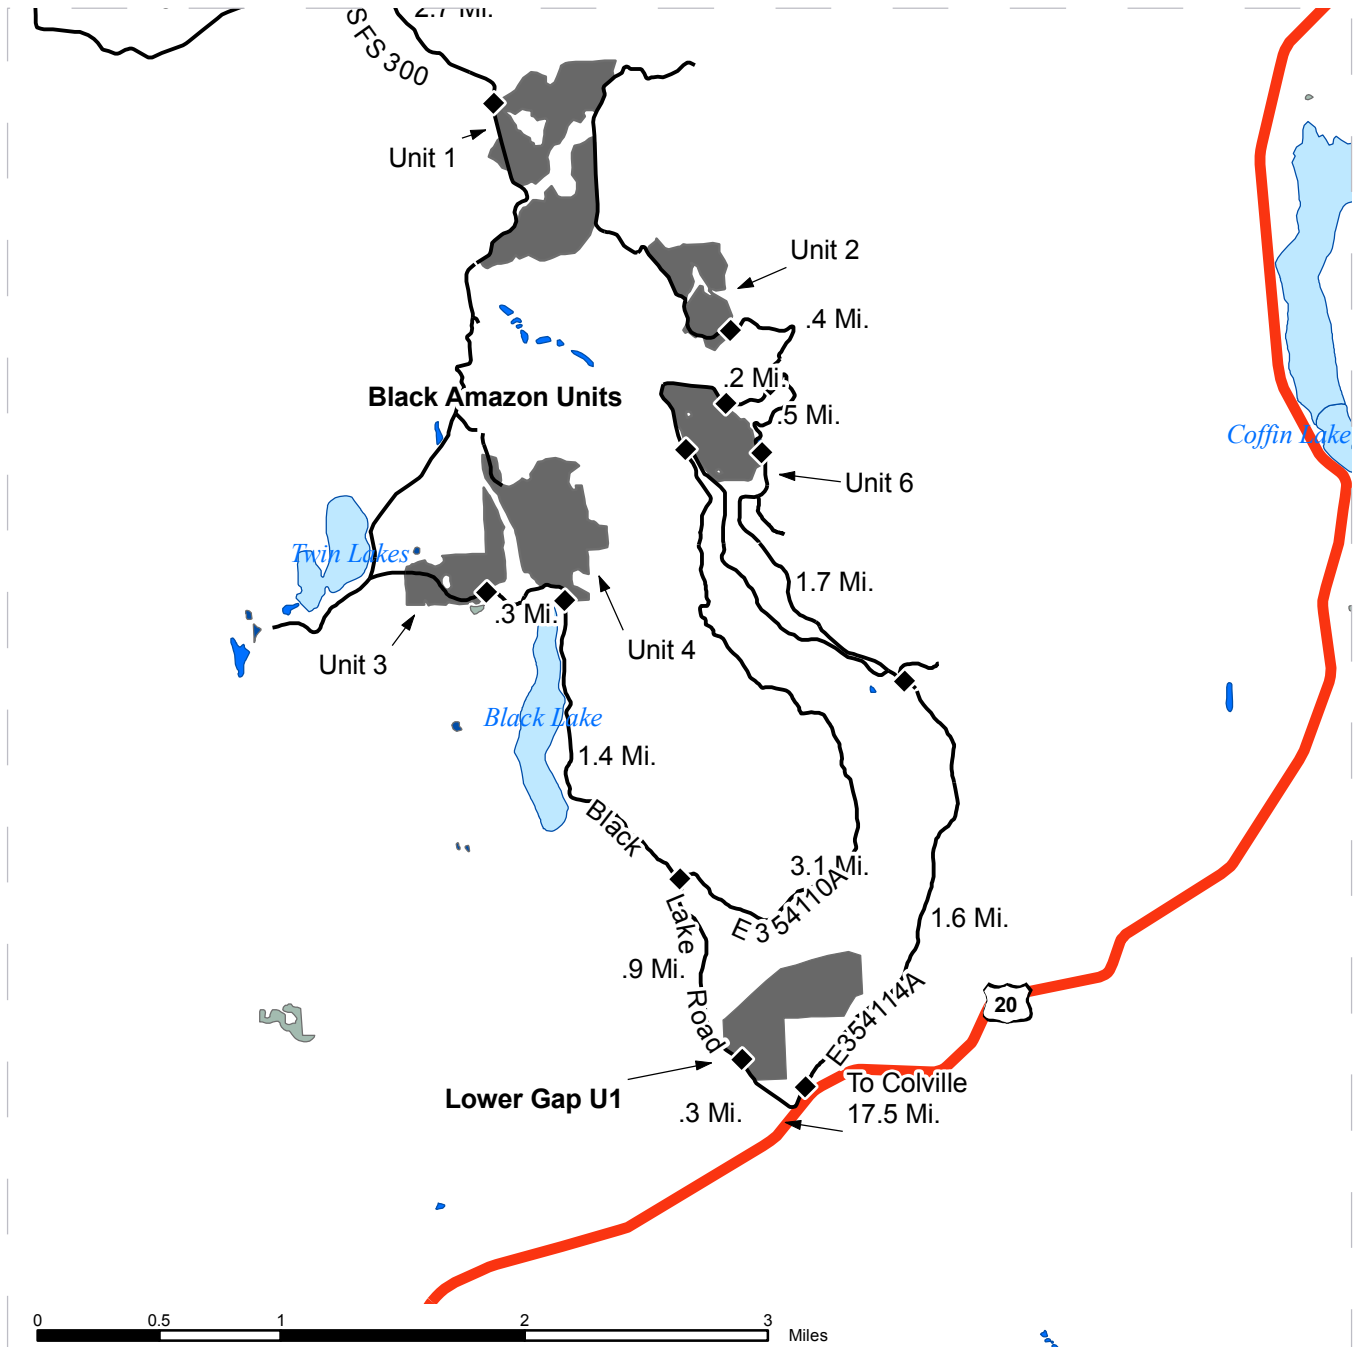 2.7 Mi.
SFS 300
Unit 1
Unit 2
.4 Mi.
.2 Mi.
Black Amazon Units
.5 Mi.
Coffin Lake
Unit 6
Twin Lakes
1.7 Mi.
.3 Mi.
Unit 4
Unit 3
Black Lake
1.4 Mi.
Black Lake Road
3.1 Mi.
E354110A
1.6 Mi.
.9 Mi.
E354114A
20
To Colville
17.5 Mi.
Lower Gap U1
.3 Mi.
0 0.5 1 2 3
Miles